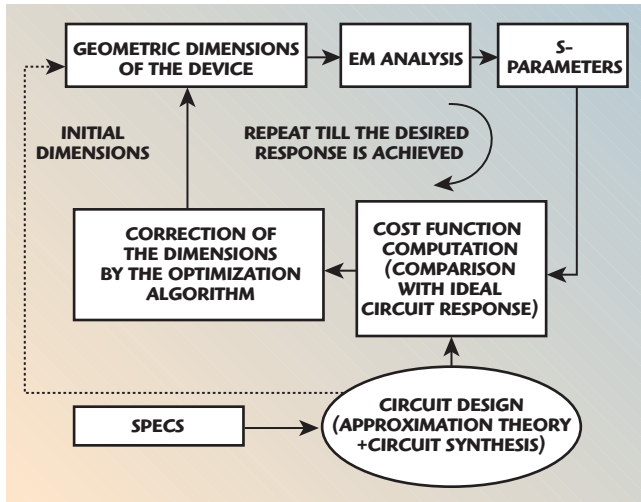 GEOMETRIC DIMENSIONS
OF THE DEVICE
EM ANALYSIS
S-
PARAMETERS
INITIAL
DIMENSIONS
REPEAT TILL THE DESIRED
RESPONSE IS ACHIEVED
CORRECTION OF
THE DIMENSIONS
BY THE OPTIMIZATION
ALGORITHM
COST FUNCTION
COMPUTATION
(COMPARISON
WITH IDEAL
CIRCUIT RESPONSE)
SPECS
CIRCUIT DESIGN
(APPROXIMATION THEORY
+CIRCUIT SYNTHESIS)